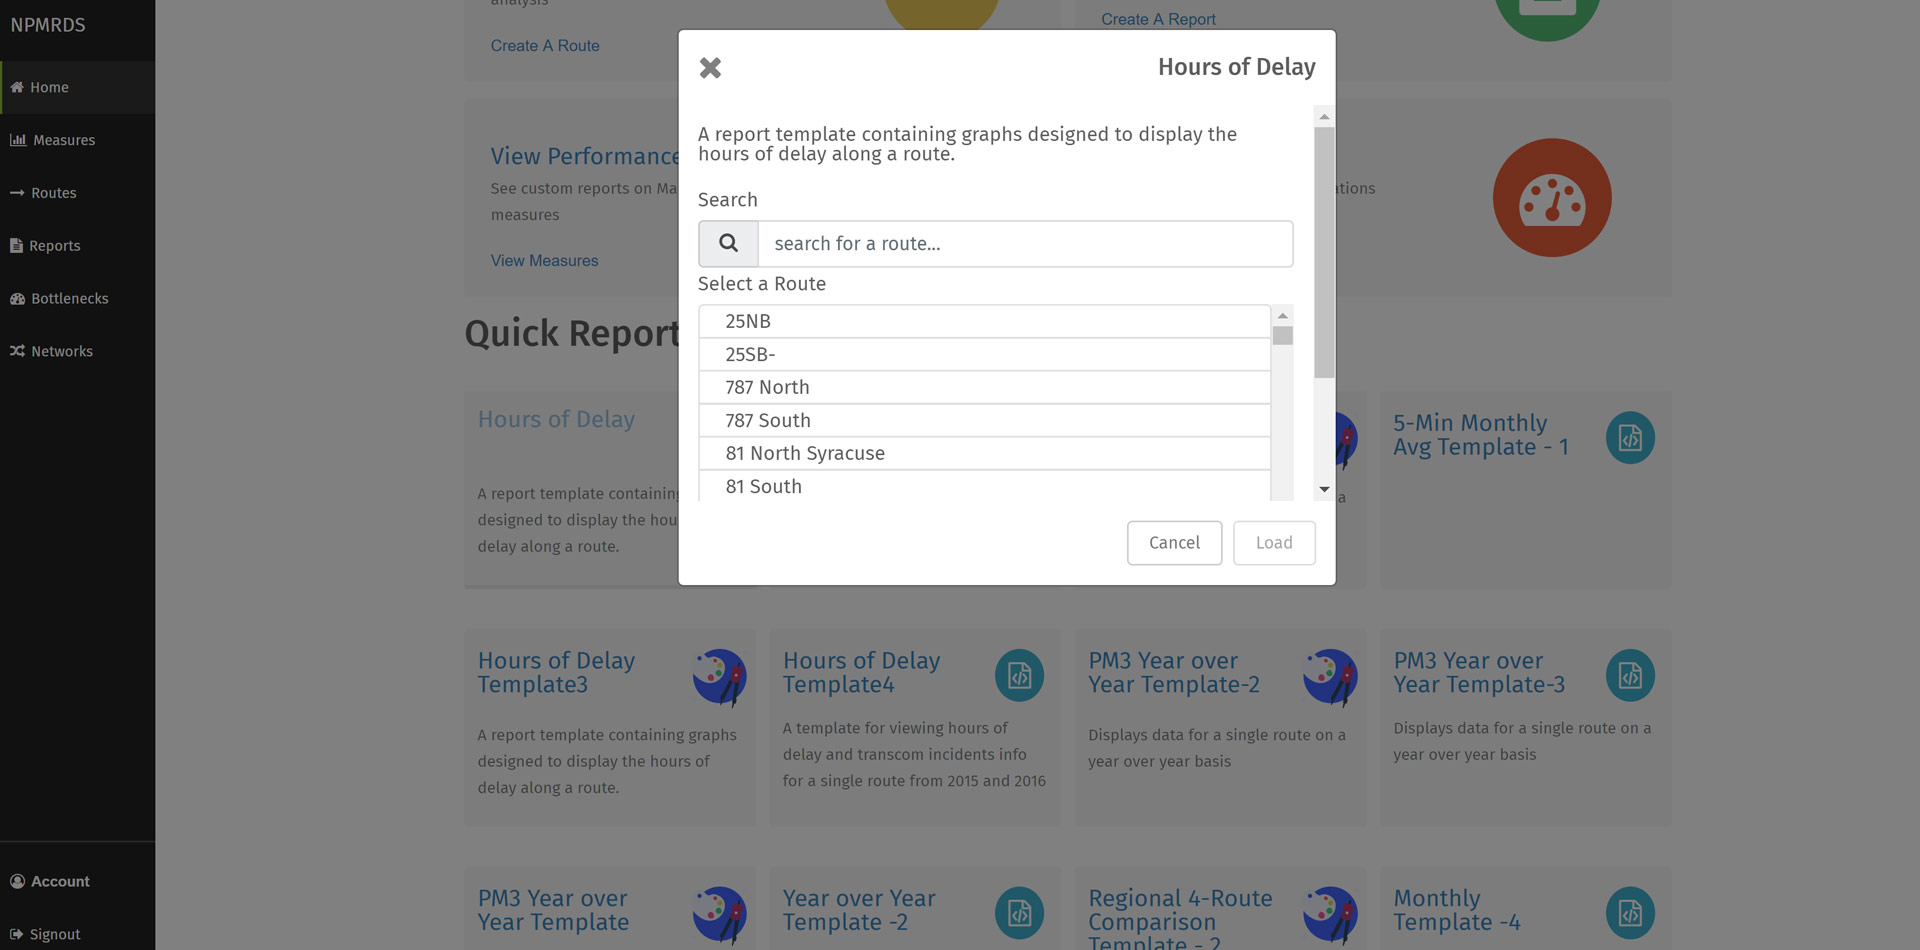 NPMRDS
Home
Measures
Routes
Reports
Bottlenecks
Networks
Account
Signout
analysis
Create A Route
Create A Report
View Performance
See custom reports on Ma
measures
View Measures
ations
Quick Report
Hours of Delay
A report template containing
designed to display the hou
delay along a route.
a
5-Min Monthly
Avg Template - 1
Hours of Delay
A report template containing graphs designed to display the
hours of delay along a route.
Search
search for a route...
Select a Route
25NB
25SB-
787 North
787 South
81 North Syracuse
81 South
Cancel
Load
Hours of Delay
Template3
A report template containing graphs
designed to display the hours of
delay along a route.
Hours of Delay
Template4
A template for viewing hours of
delay and transcom incidents info
for a single route from 2015 and 2016
PM3 Year over
Year Template-2
Displays data for a single route on a
year over year basis
PM3 Year over
Year Template-3
Displays data for a single route on a
year over year basis
PM3 Year over
Year Template
Year over Year
Template -2
Regional 4-Route
Comparison
Template - 2
Monthly
Template -4